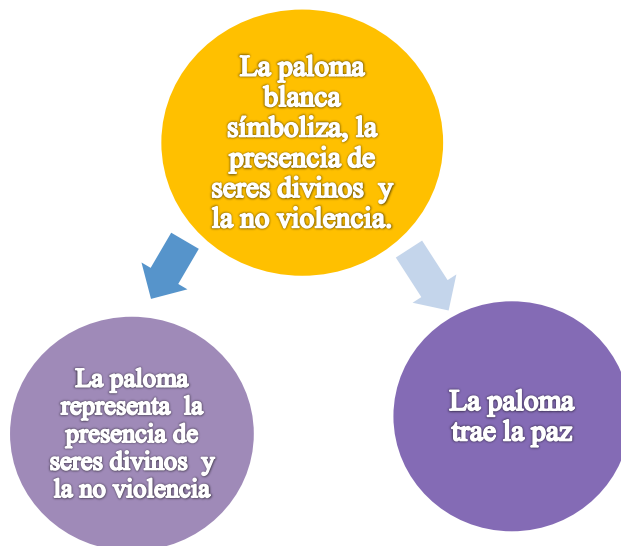 La paloma
blanca
símboliza, la
presencia de
seres divinos y
la no violencia.
La paloma
representa la
presencia de
seres divinos y
la no violencia
La paloma
trae la paz